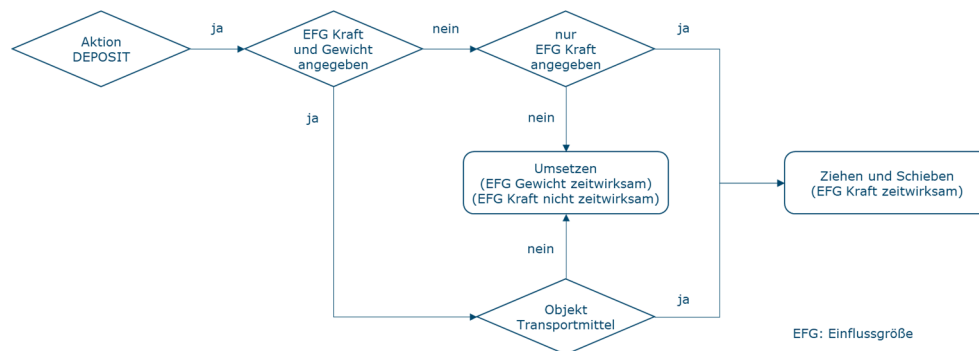 Aktion
DEPOSIT
ja
EFG Kraft
und Gewicht
angegeben
nein
nur
EFG Kraft
angegeben
ja
ja
nein
Umsetzen
(EFG Gewicht zeitwirksam)
(EFG Kraft nicht zeitwirksam)
Ziehen und Schieben
(EFG Kraft zeitwirksam)
nein
Objekt
Transportmittel
ja
EFG: Einflussgröße